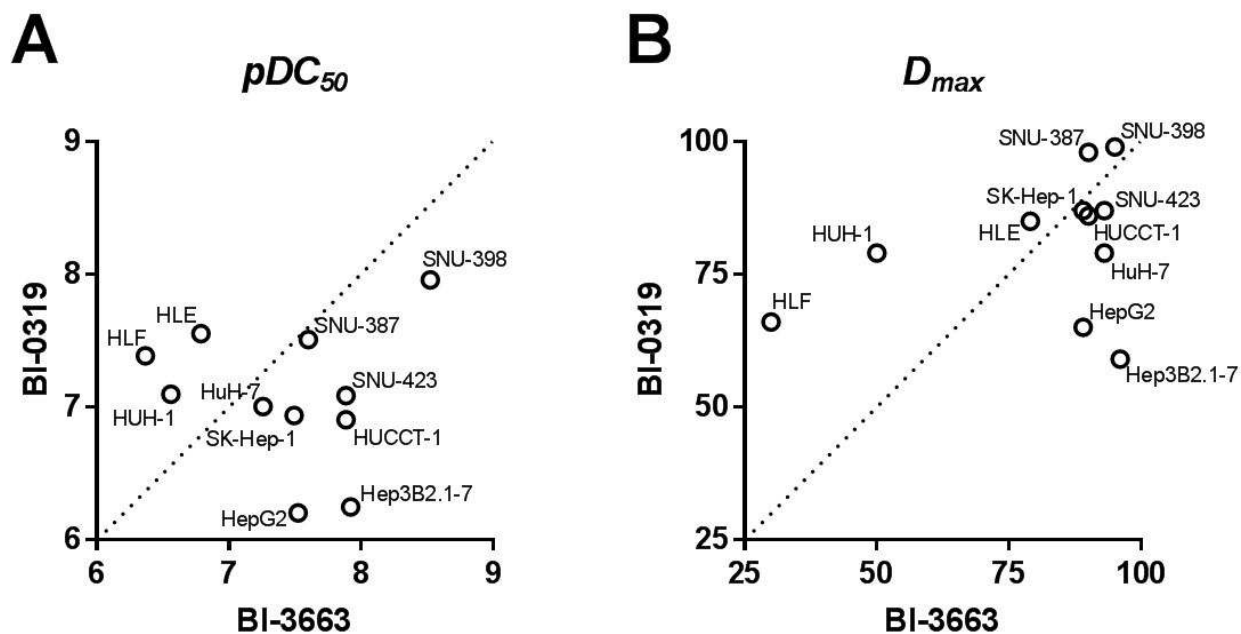 A
pDC50
BI-0319
9
8
7
6
SNU-398
HLE
SNU-387
HLF
SNU-423
HuH-7
HUH-1
SK-Hep-1
HUCCT-1
Hep3B2.1-7
HepG2
6 7 8 9
BI-3663
B
Dmax
BI-0319
100
75
50
25
SNU-387
SNU-398
SK-Hep-1
SNU-423
HLE
HUCCT-1
HUH-1
HuH-7
HLF
HepG2
Hep3B2.1-7
25 50 75 100
BI-3663